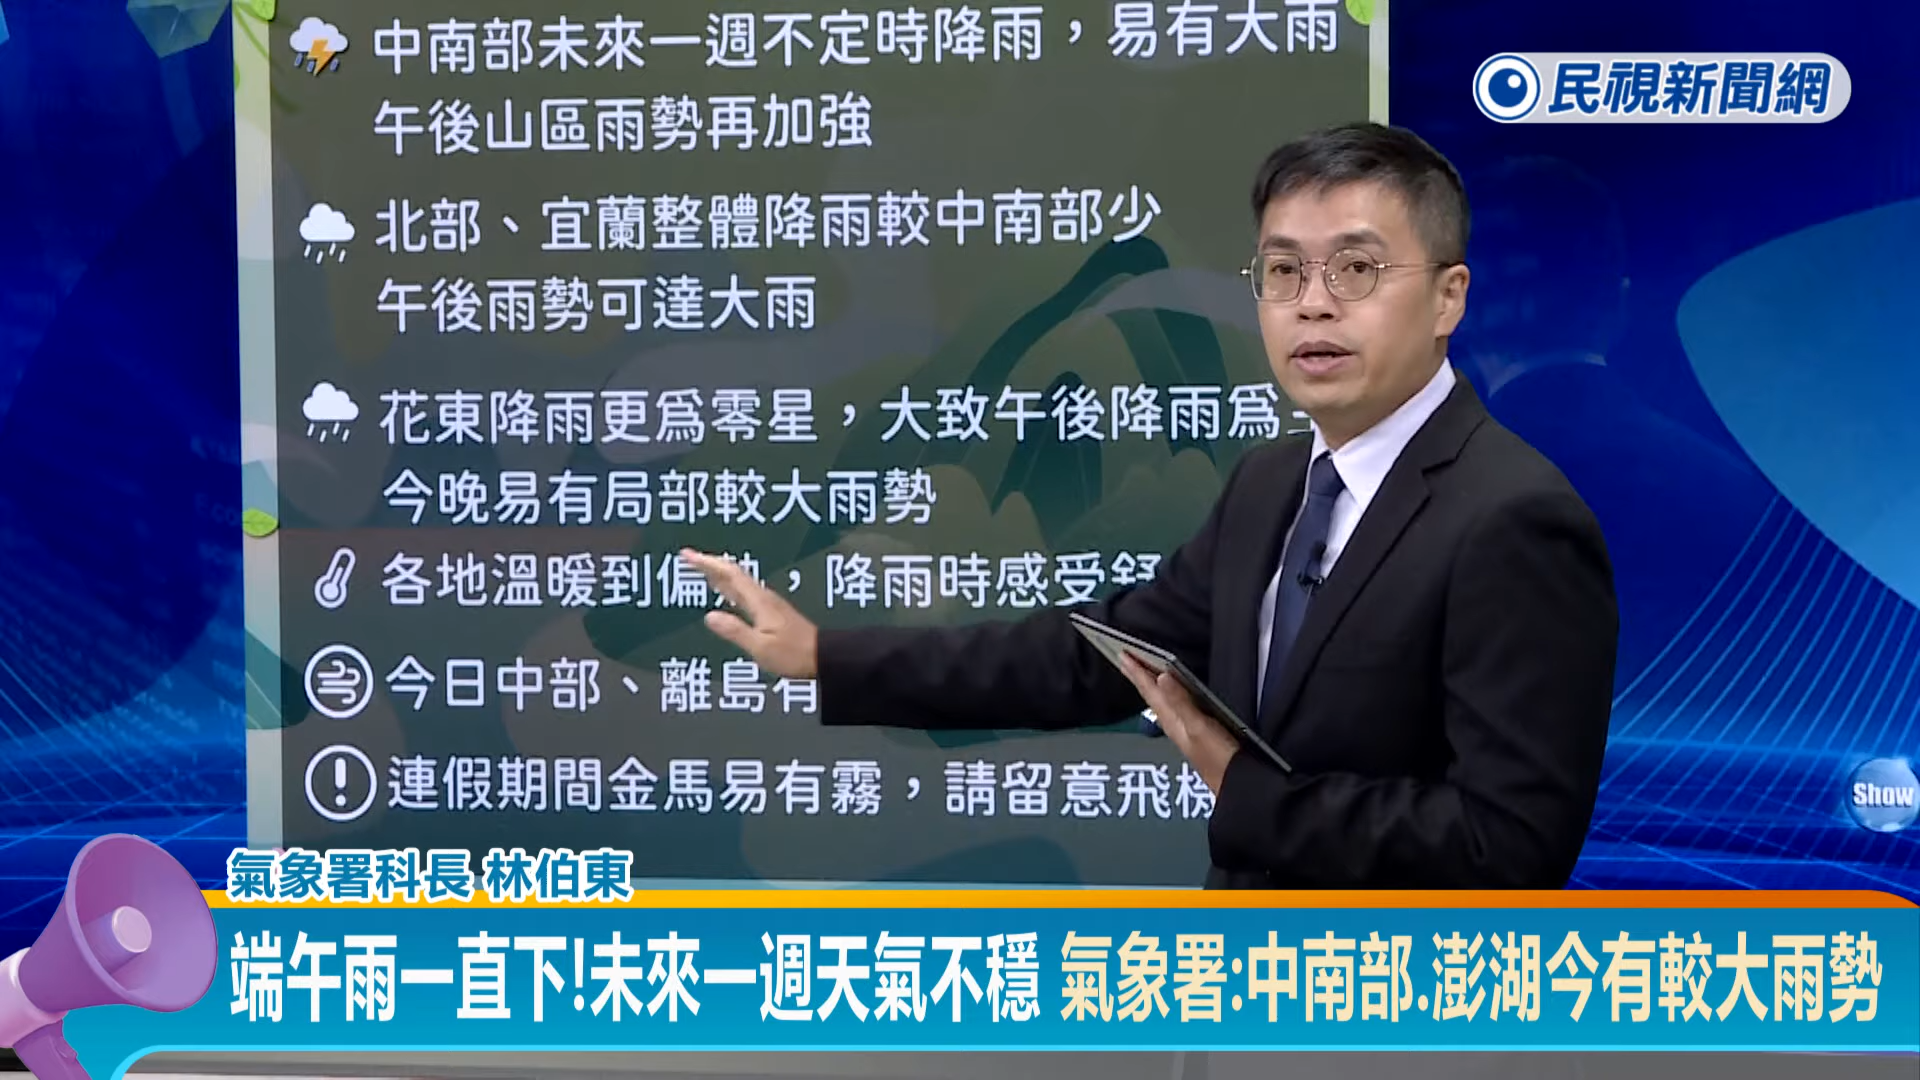 中南部未來一週不定時降雨，易有大雨
午後山區雨勢再加強
民視新聞網
北部、宜蘭整體降雨較中南部少
午後雨勢可達大雨
花東降雨更為零星，大致午後降雨為
今晚易有局部較大雨勢
各地溫暖到偏熱，降雨時感受舒
今日中部、離島有
連假期間金馬易有霧，請留意飛機
Show
氣象署科長 林伯東
端午雨一直下!未來一週天氣不穩 氣象署:中南部.澎湖今有較大雨勢